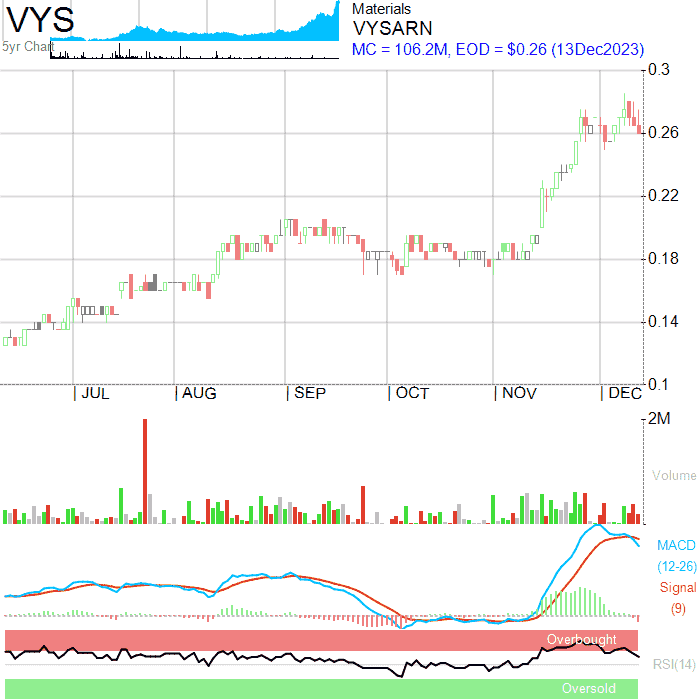 VYS
5yr Chart
Materials
VYSARN
MC = 106.2M, EOD = $0.26 (13Dec2023)
0.3
0.26
0.22
0.18
0.14
0.1
JUL AUG SEP OCT NOV DEC
2M
Volume
MACD
(12-26)
Signal
(9)
Overbought
RSI(14)
Oversold